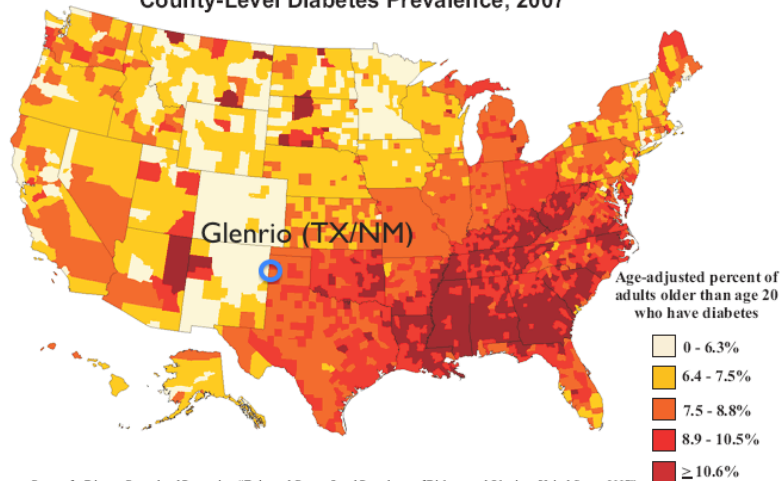 County-Level Diabetes Prevalence, 2007
Glenrio (TX/NM)
Age-adjusted percent of
adults older than age 20
who have diabetes
0 - 6.3%
6.4 - 7.5%
7.5 - 8.8%
8.9 - 10.5%
≥ 10.6%